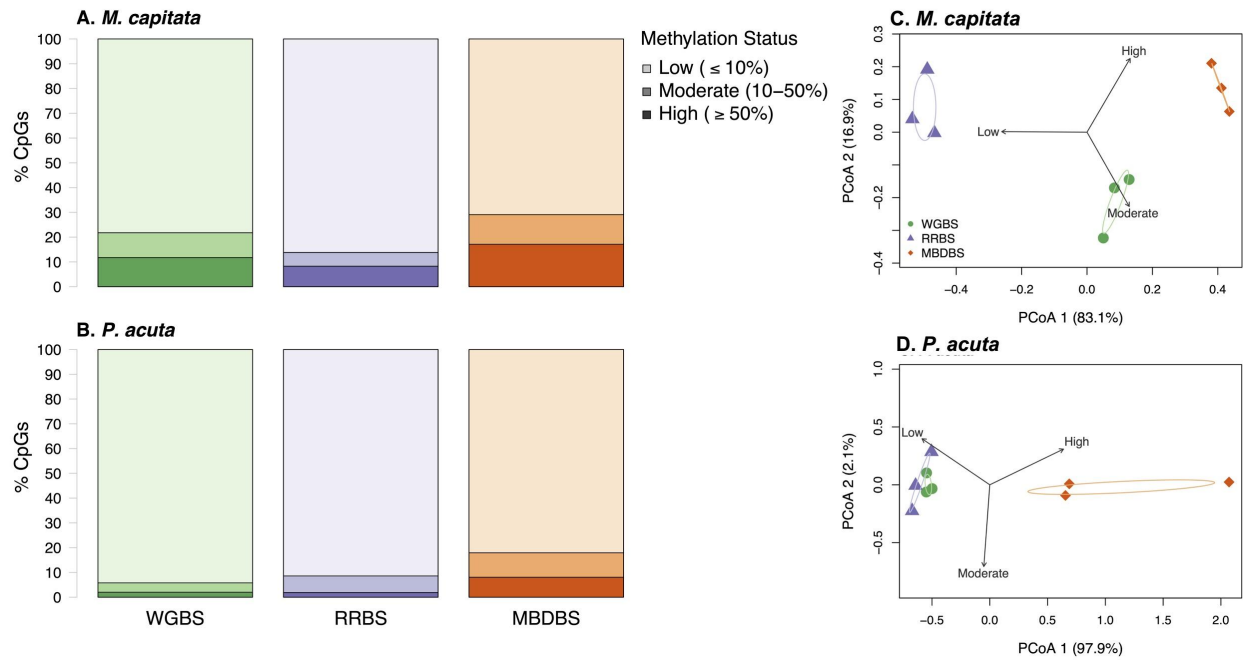 A. M. capitata
100
90
80
70
60
50
40
30
20
10
0
% CpGs
Methylation Status
Low ( ≤ 10%)
Moderate (10–50%)
High ( ≥ 50%)
B. P. acuta
100
90
80
70
60
50
40
30
20
10
0
% CpGs
WGBS RRBS MBDBS
C. M. capitata
0.3
0.2
0.1
0.0
−0.2
−0.4
PCoA 2 (16.9%)
High
Low
Moderate
WGBS
RRBS
MBDBS
−0.4 −0.2 0.0 0.2 0.4
PCoA 1 (83.1%)
D. P. acuta
1.0
0.5
0.0
−0.5
PCoA 2 (2.1%)
Low
High
Moderate
−0.5 0.0 0.5 1.0 1.5 2.0
PCoA 1 (97.9%)